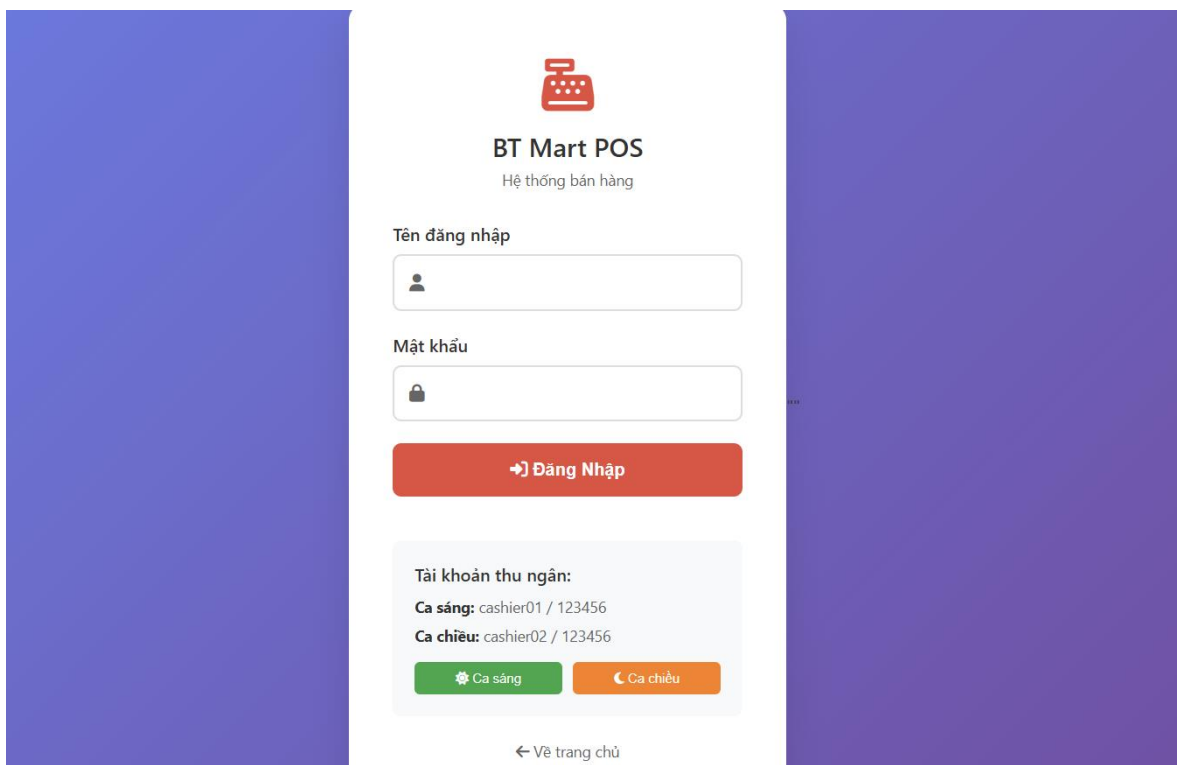 BT Mart POS
Hệ thống bán hàng
Tên đăng nhập
Mật khẩu
""
Đăng Nhập
Tài khoản thu ngân:
Ca sáng: cashier01 / 123456
Ca chiều: cashier02 / 123456
Ca sáng
Ca chiều
Về trang chủ